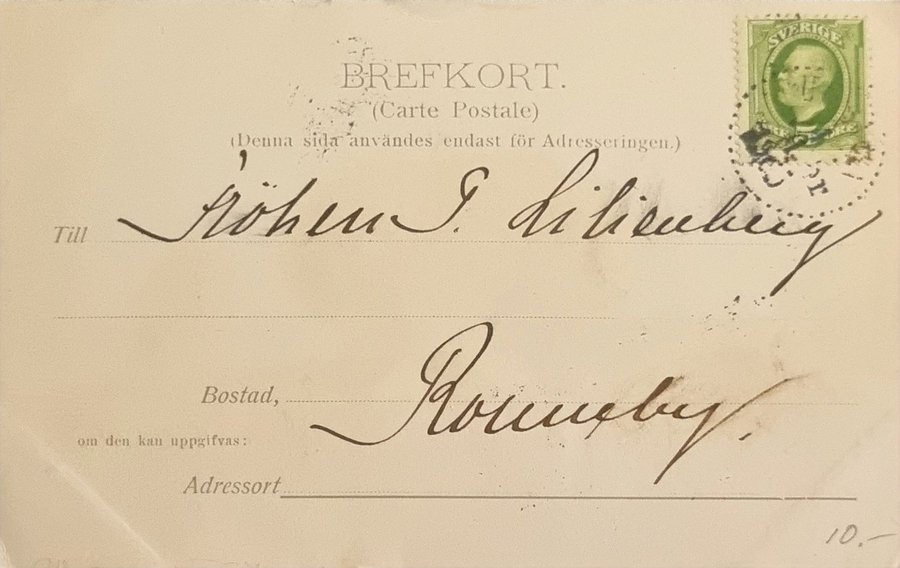 BREFKORT.
(Carte Postale)
(Denna sida användes endast för Adresseringen.)
SVERIGE
Till Fröken T. Lilienberg
Bostad, Ronneby.
om den kan uppgifvas:
Adressort
10.-